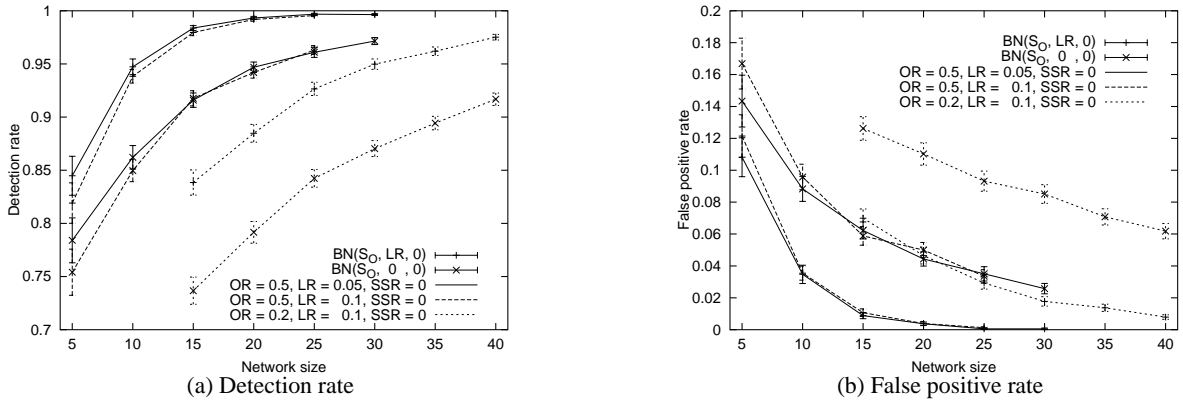 1
0.95
0.9
0.85
0.8
0.75
0.7
Detection rate
5 10 15 20 25 30 35 40
Network size
BN(S_O, LR, 0)
BN(S_O, 0 , 0)
OR = 0.5, LR = 0.05, SSR = 0
OR = 0.5, LR = 0.1, SSR = 0
OR = 0.2, LR = 0.1, SSR = 0
(a) Detection rate
0.2
0.18
0.16
0.14
0.12
0.1
0.08
0.06
0.04
0.02
0
False positive rate
5 10 15 20 25 30 35 40
Network size
BN(S_O, LR, 0)
BN(S_O, 0 , 0)
OR = 0.5, LR = 0.05, SSR = 0
OR = 0.5, LR = 0.1, SSR = 0
OR = 0.2, LR = 0.1, SSR = 0
(b) False positive rate